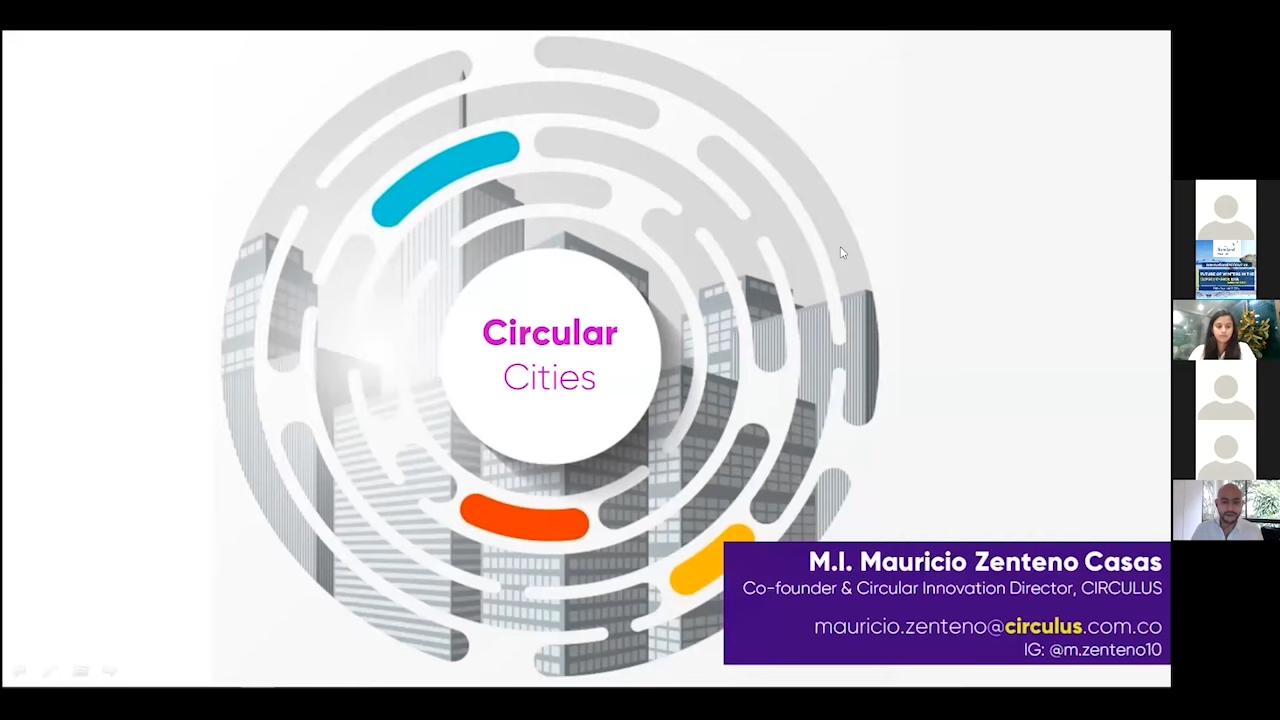 Circular
Cities
M.I. Mauricio Zenteno Casas
Co-founder & Circular Innovation Director, CIRCULUS
mauricio.zenteno@circulus.com.co
IG: @m.zenteno10